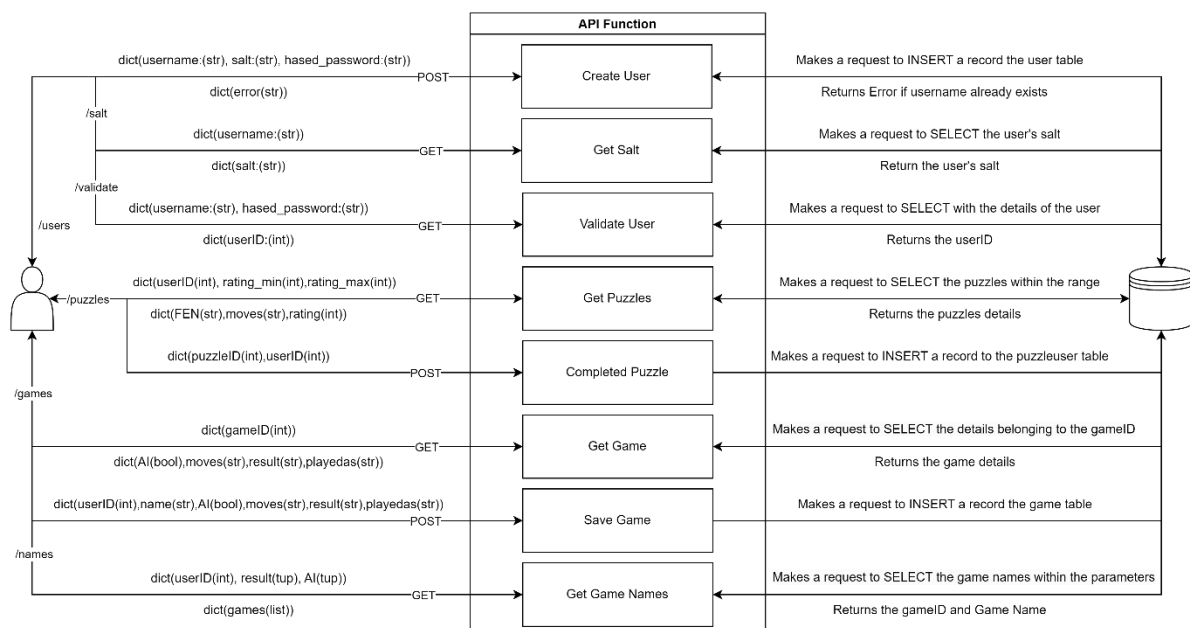 API Function
dict(username:(str), salt:(str), hased_password:(str))
POST
dict(error(str))
Create User
Makes a request to INSERT a record the user table
Returns Error if username already exists
/salt
dict(username:(str))
GET
dict(salt:(str))
Get Salt
Makes a request to SELECT the user's salt
Return the user's salt
/validate
dict(username:(str), hased_password:(str))
GET
dict(userID:(int))
Validate User
Makes a request to SELECT with the details of the user
Returns the userID
/users
/puzzles
dict(userID(int), rating_min(int),rating_max(int))
GET
dict(FEN(str),moves(str),rating(int))
Get Puzzles
Makes a request to SELECT the puzzles within the range
Returns the puzzles details
dict(puzzleID(int),userID(int))
POST
Completed Puzzle
Makes a request to INSERT a record to the puzzleuser table
/games
dict(gameID(int))
GET
dict(AI(bool),moves(str),result(str),playedas(str))
Get Game
Makes a request to SELECT the details belonging to the gameID
Returns the game details
dict(userID(int),name(str),AI(bool),moves(str),result(str),playedas(str))
POST
Save Game
Makes a request to INSERT a record the game table
/names
dict(userID(int), result(tup), AI(tup))
GET
dict(games(list))
Get Game Names
Makes a request to SELECT the game names within the parameters
Returns the gameID and Game Name